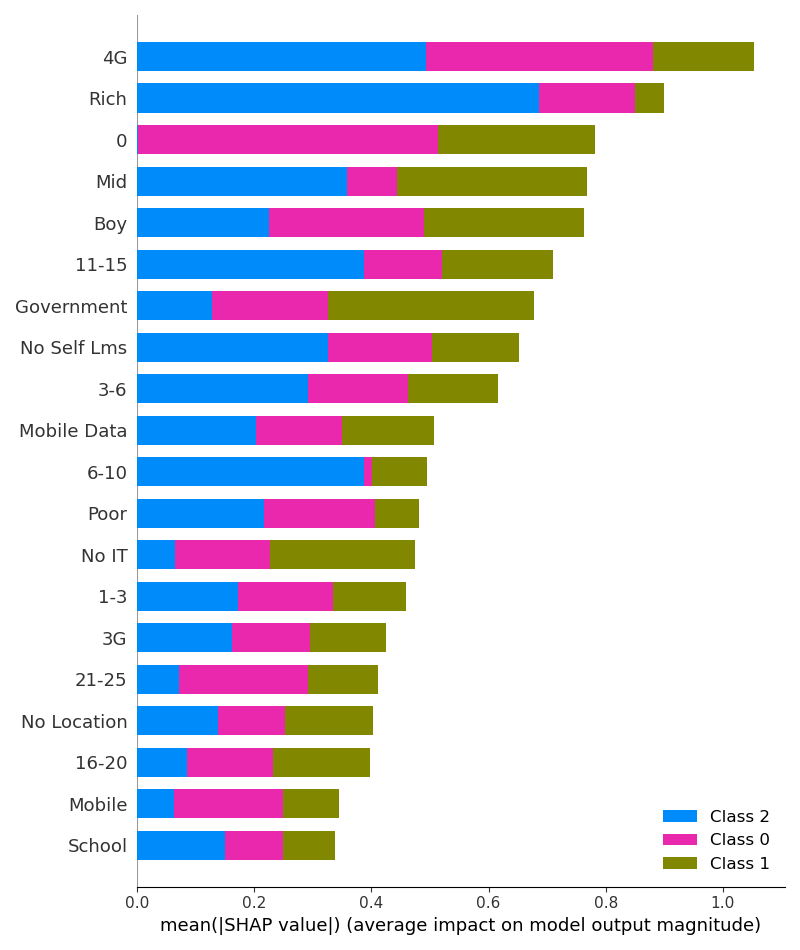 4G
Rich
0
Mid
Boy
11-15
Government
No Self Lms
3-6
Mobile Data
6-10
Poor
No IT
1-3
3G
21-25
No Location
16-20
Mobile
School
Class 2
Class 0
Class 1
0.0 0.2 0.4 0.6 0.8 1.0
mean(|SHAP value|) (average impact on model output magnitude)